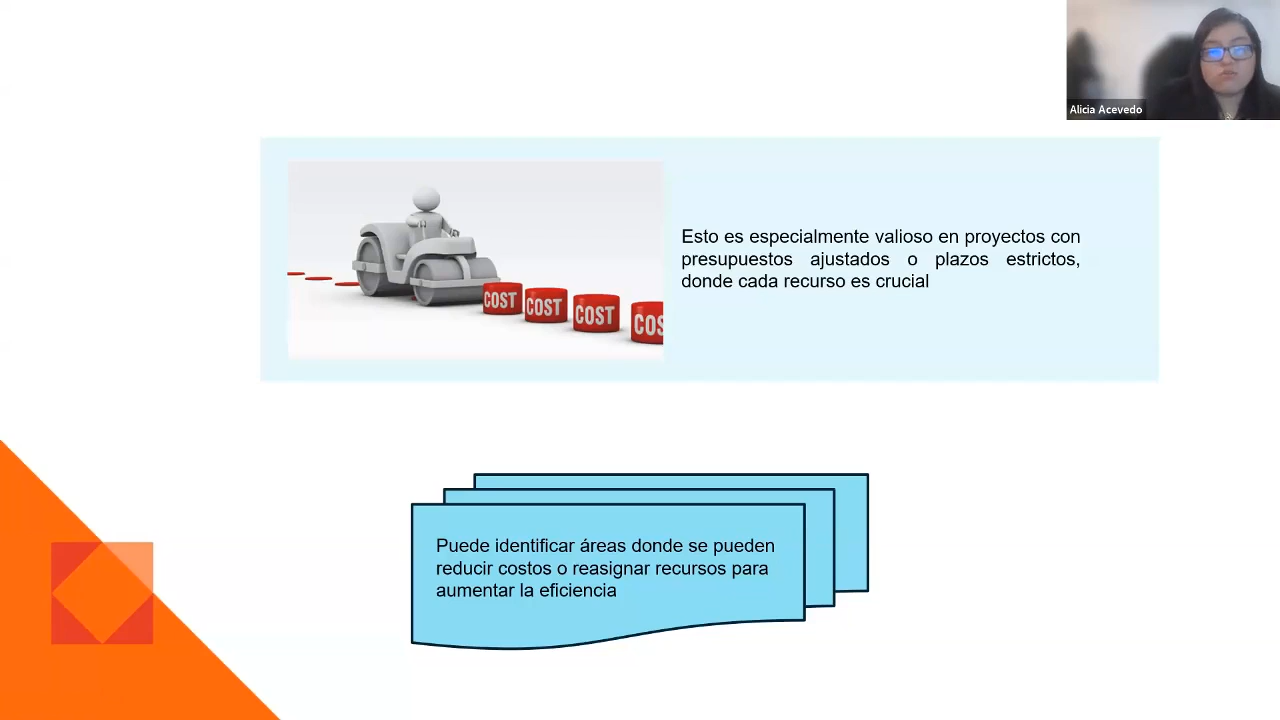 Alicia Acevedo
Esto es especialmente valioso en proyectos con
presupuestos ajustados o plazos estrictos,
donde cada recurso es crucial
COST COST COST COS
Puede identificar áreas donde se pueden
reducir costos o reasignar recursos para
aumentar la eficiencia